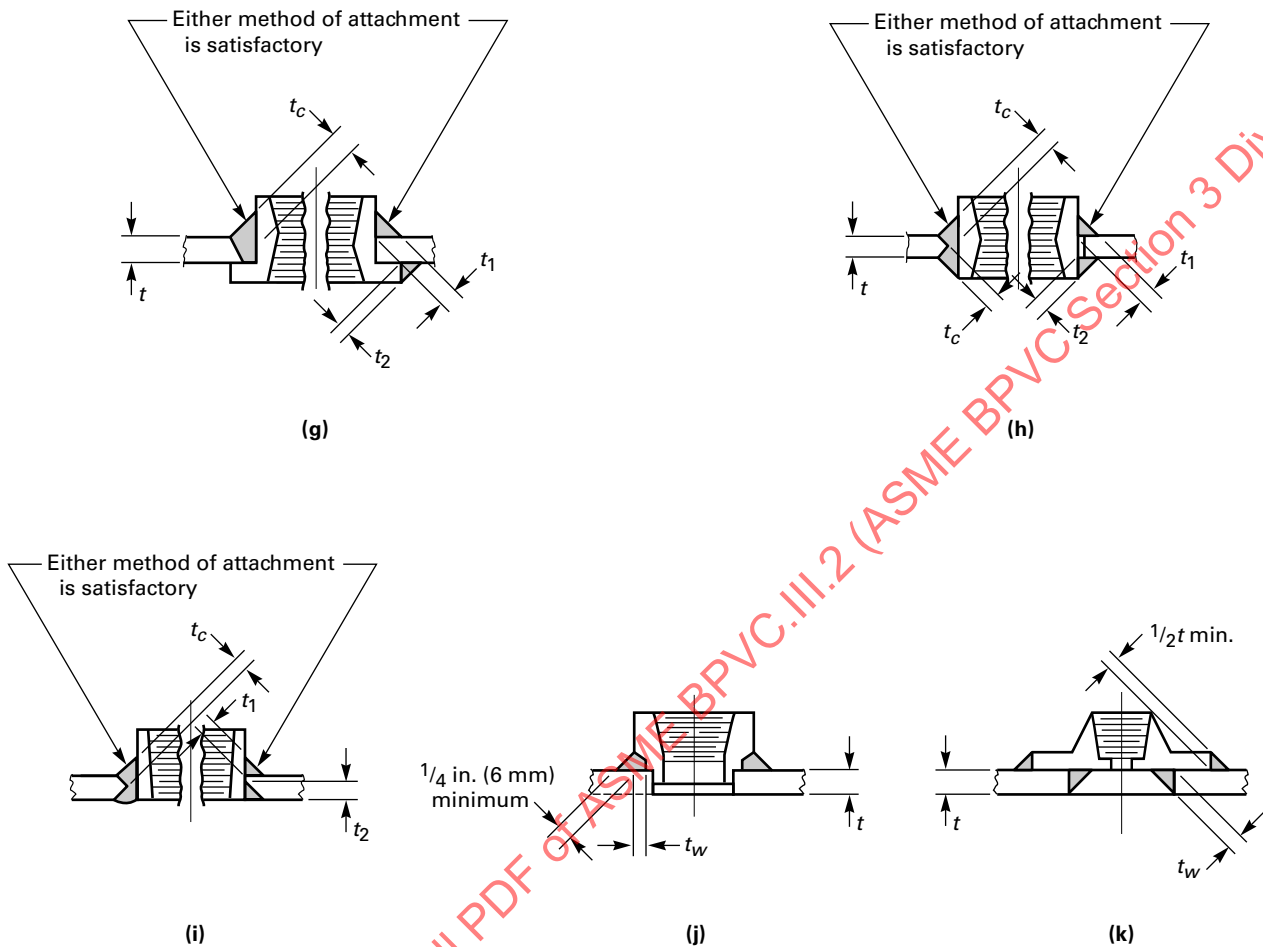 Either method of attachment
is satisfactory
t_c
t
t_1
t_2
(g)
Either method of attachment
is satisfactory
t_c
t
t_1
t_c
t_2
(h)
Either method of attachment
is satisfactory
t_c
t_1
t_2
(i)
1/4 in. (6 mm)
minimum
t_w
t
(j)
1/2 t min.
t
t_w
(k)
PDF of ASME BPVC.III.2 (ASME BPVC Section 3